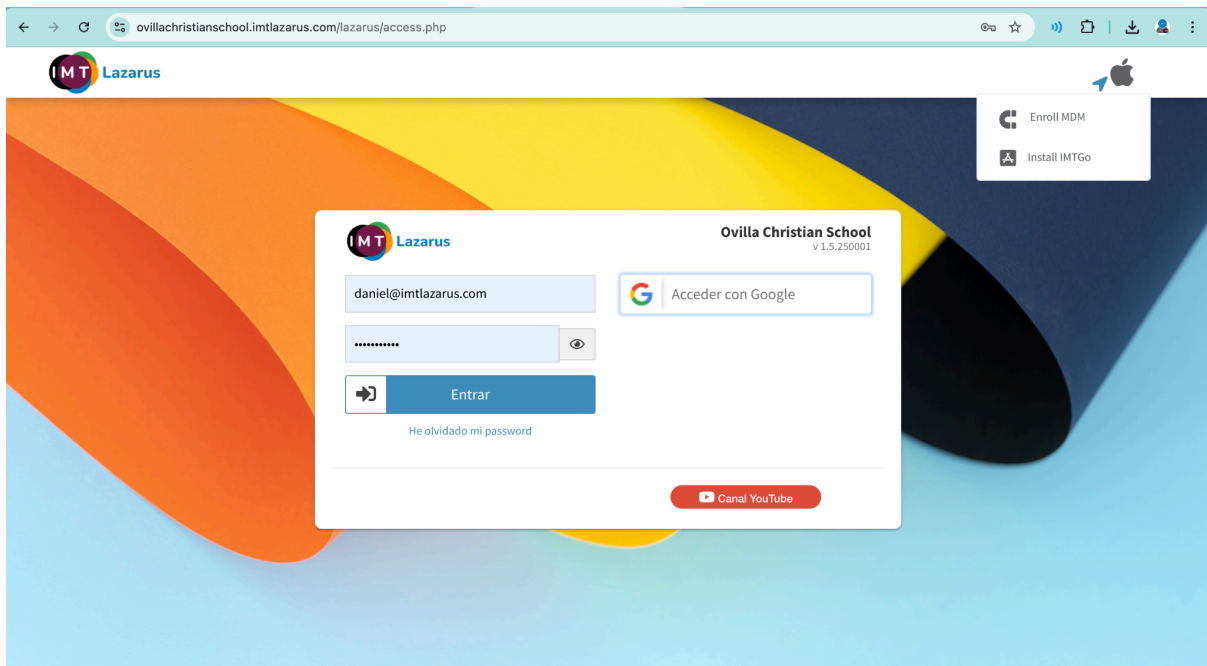 ovillachristianschool.imtlazarus.com/lazarus/access.php
IMT Lazarus
Enroll MDM
Install IMTGo
IMT Lazarus
Ovilla Christian School
v 1.5.250001
daniel@imtlazarus.com
Acceder con Google
•••••••••••
Entrar
He olvidado mi password
Canal YouTube